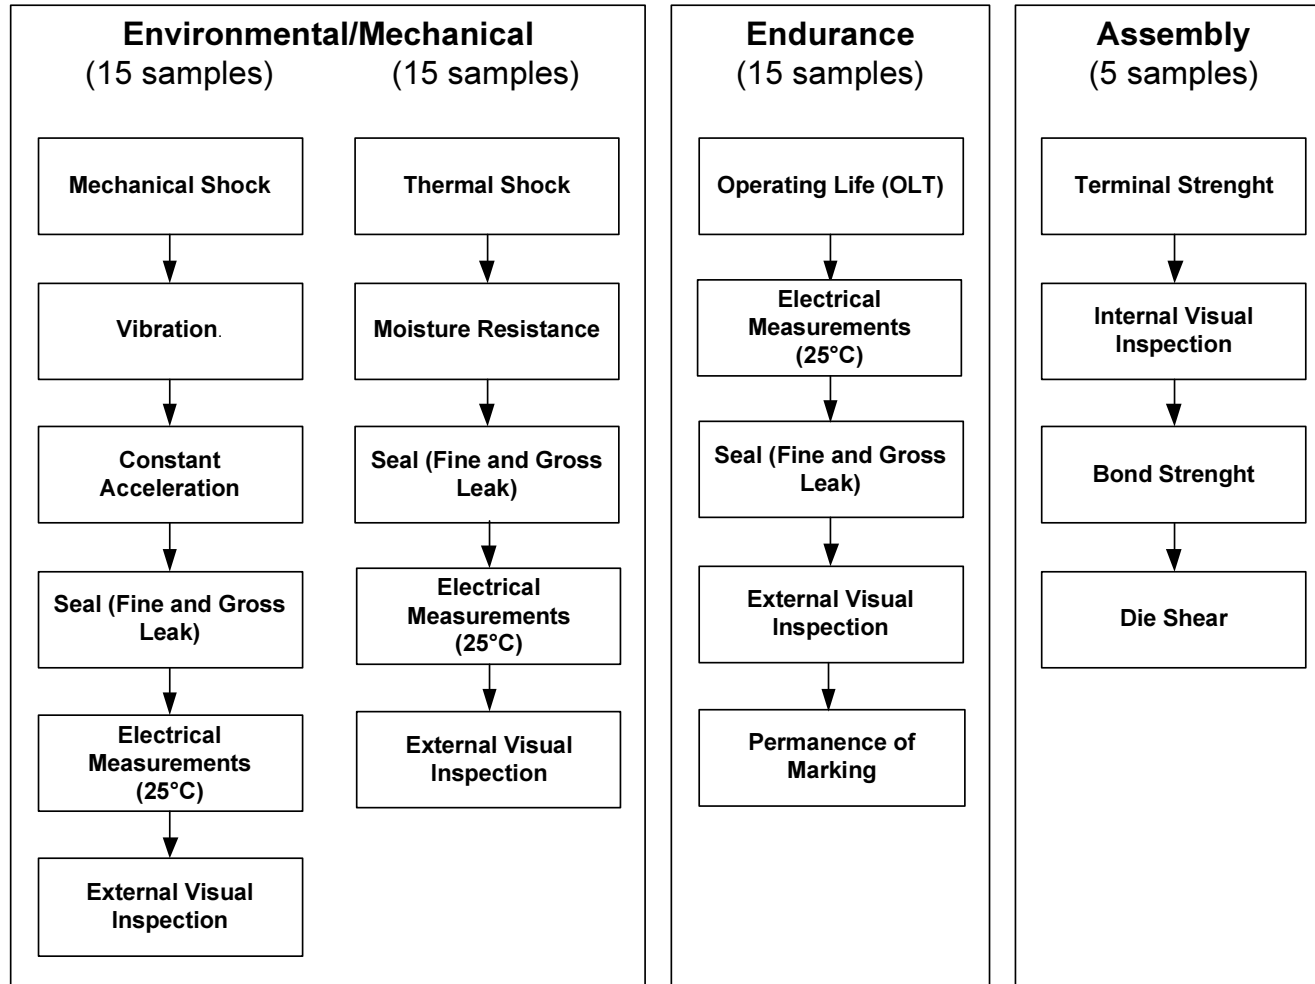 Environmental/Mechanical
(15 samples)
(15 samples)
Mechanical Shock
Vibration.
Constant
Acceleration
Seal (Fine and Gross
Leak)
Electrical
Measurements
(25°C)
External Visual
Inspection
Thermal Shock
Moisture Resistance
Seal (Fine and Gross
Leak)
Electrical
Measurements
(25°C)
External Visual
Inspection
Endurance
(15 samples)
Operating Life (OLT)
Electrical
Measurements
(25°C)
Seal (Fine and Gross
Leak)
External Visual
Inspection
Permanence of
Marking
Assembly
(5 samples)
Terminal Strenght
Internal Visual
Inspection
Bond Strenght
Die Shear